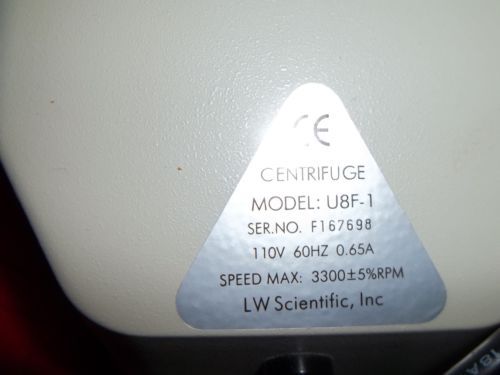 CE
CENTRIFUGE
MODEL: U8F-1
SER.NO. F167698
110V 60HZ 0.65A
SPEED MAX: 3300±5%RPM
LW Scientific, Inc